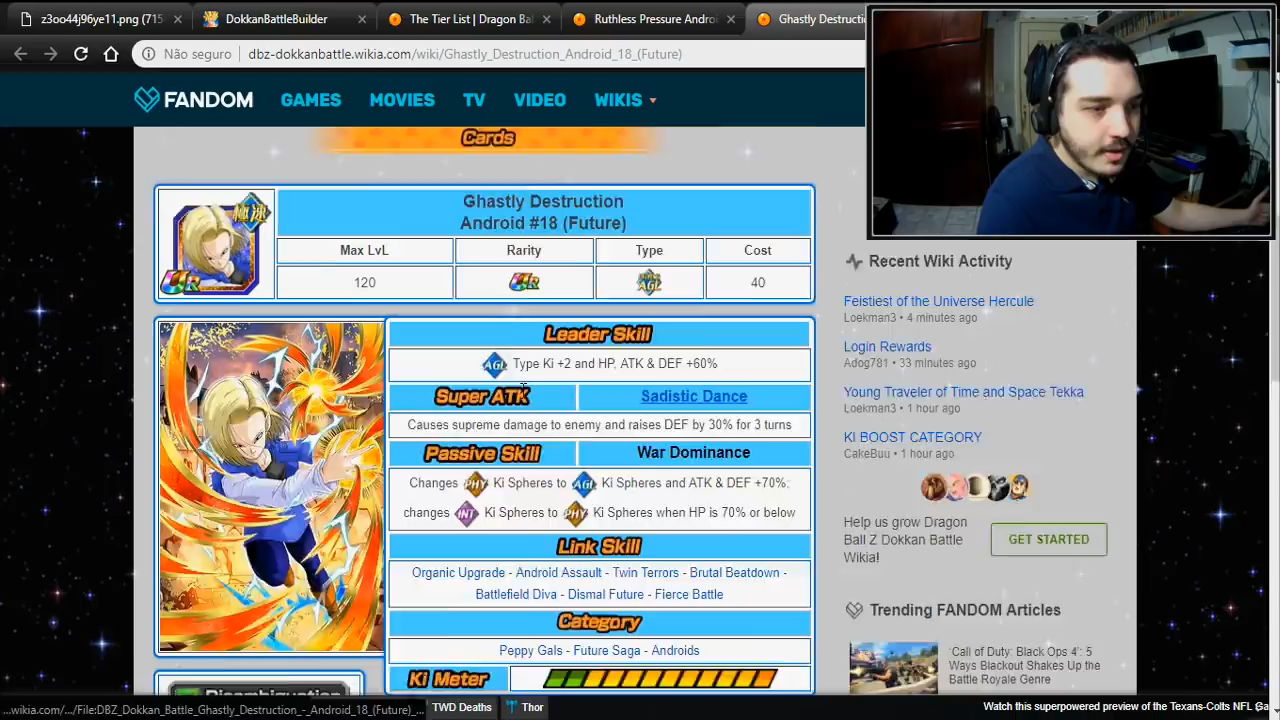 z3oo44j96ye11.png (715
DokkanBattleBuilder
The Tier List | Dragon Ba
Ruthless Pressure Androi
Ghastly Destructi
Não seguro
dbz-dokkanbattle.wikia.com/wiki/Ghastly_Destruction_Android_18_(Future)
FANDOM GAMES MOVIES TV VIDEO WIKIS
Cards
Ghastly Destruction
Android #18 (Future)
Max LvL Rarity Type Cost
120 UR AGL 40
Leader Skill
AGL Type Ki +2 and HP, ATK & DEF +60%
Super ATK Sadistic Dance
Causes supreme damage to enemy and raises DEF by 30% for 3 turns
Passive Skill War Dominance
Changes PHY Ki Spheres to AGL Ki Spheres and ATK & DEF +70%;
changes INT Ki Spheres to PHY Ki Spheres when HP is 70% or below
Link Skill
Organic Upgrade - Android Assault - Twin Terrors - Brutal Beatdown -
Battlefield Diva - Dismal Future - Fierce Battle
Category
Peppy Gals - Future Saga - Androids
Ki Meter
Disambiguation
Recent Wiki Activity
Feistiest of the Universe Hercule
Loekman3 • 4 minutes ago
Login Rewards
Adog781 • 33 minutes ago
Young Traveler of Time and Space Tekka
Loekman3 • 1 hour ago
KI BOOST CATEGORY
CakeBuu • 1 hour ago
Help us grow Dragon
Ball Z Dokkan Battle
Wikia!
GET STARTED
Trending FANDOM Articles
'Call of Duty: Black Ops 4': 5
Ways Blackout Shakes Up the
Battle Royale Genre
...wikia.com/.../File:DBZ_Dokkan_Battle_Ghastly_Destruction_-_Android_18_(Future)_...
TWD Deaths
Thor
Watch this superpowered preview of the Texans-Colts NFL Ga